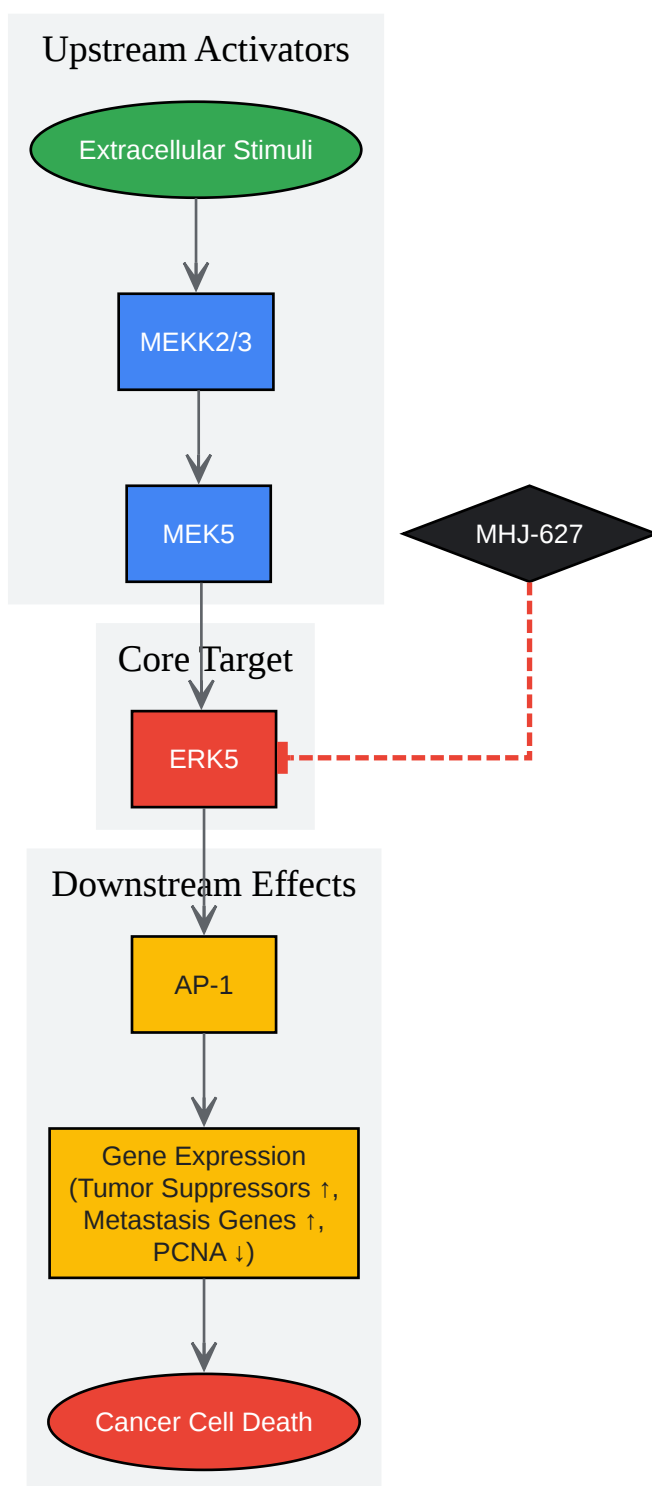 Upstream Activators
Extracellular Stimuli
MEKK2/3
MEK5
MHJ-627
Core Target
ERK5
Downstream Effects
AP-1
Gene Expression
(Tumor Suppressors ↑,
Metastasis Genes ↑,
PCNA ↓)
Cancer Cell Death